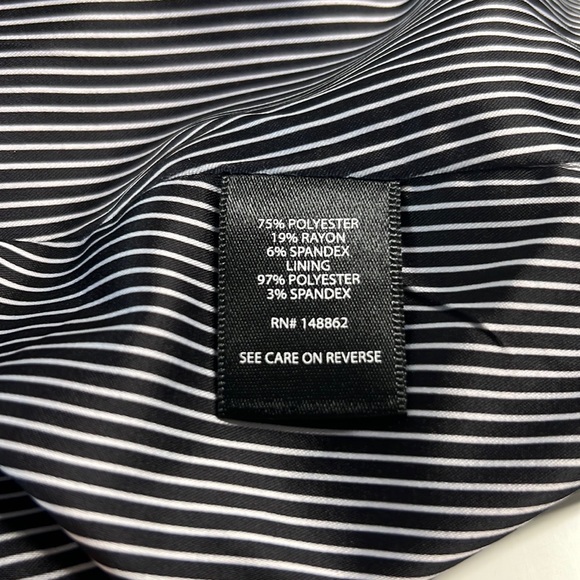 75% POLYESTER
19% RAYON
6% SPANDEX
LINING
97% POLYESTER
3% SPANDEX
RN# 148862
SEE CARE ON REVERSE